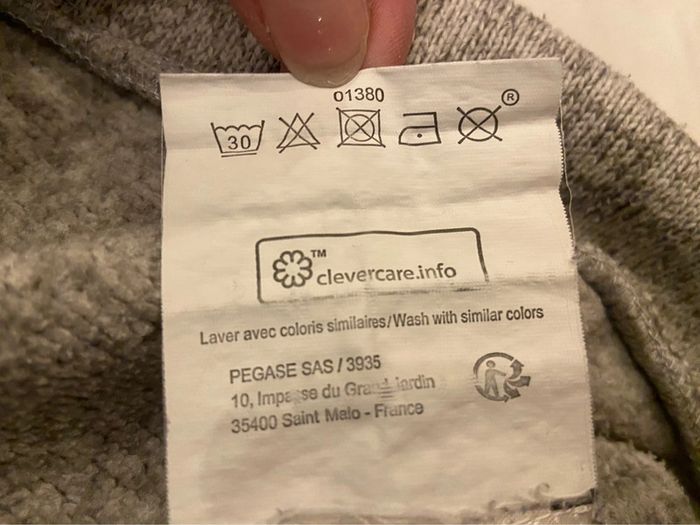 01380
30
®
TM
clevercare.info
Laver avec coloris similaires/Wash with similar colors
PEGASE SAS / 3935
10, Impasse du Grand Jardin
35400 Saint Malo - France